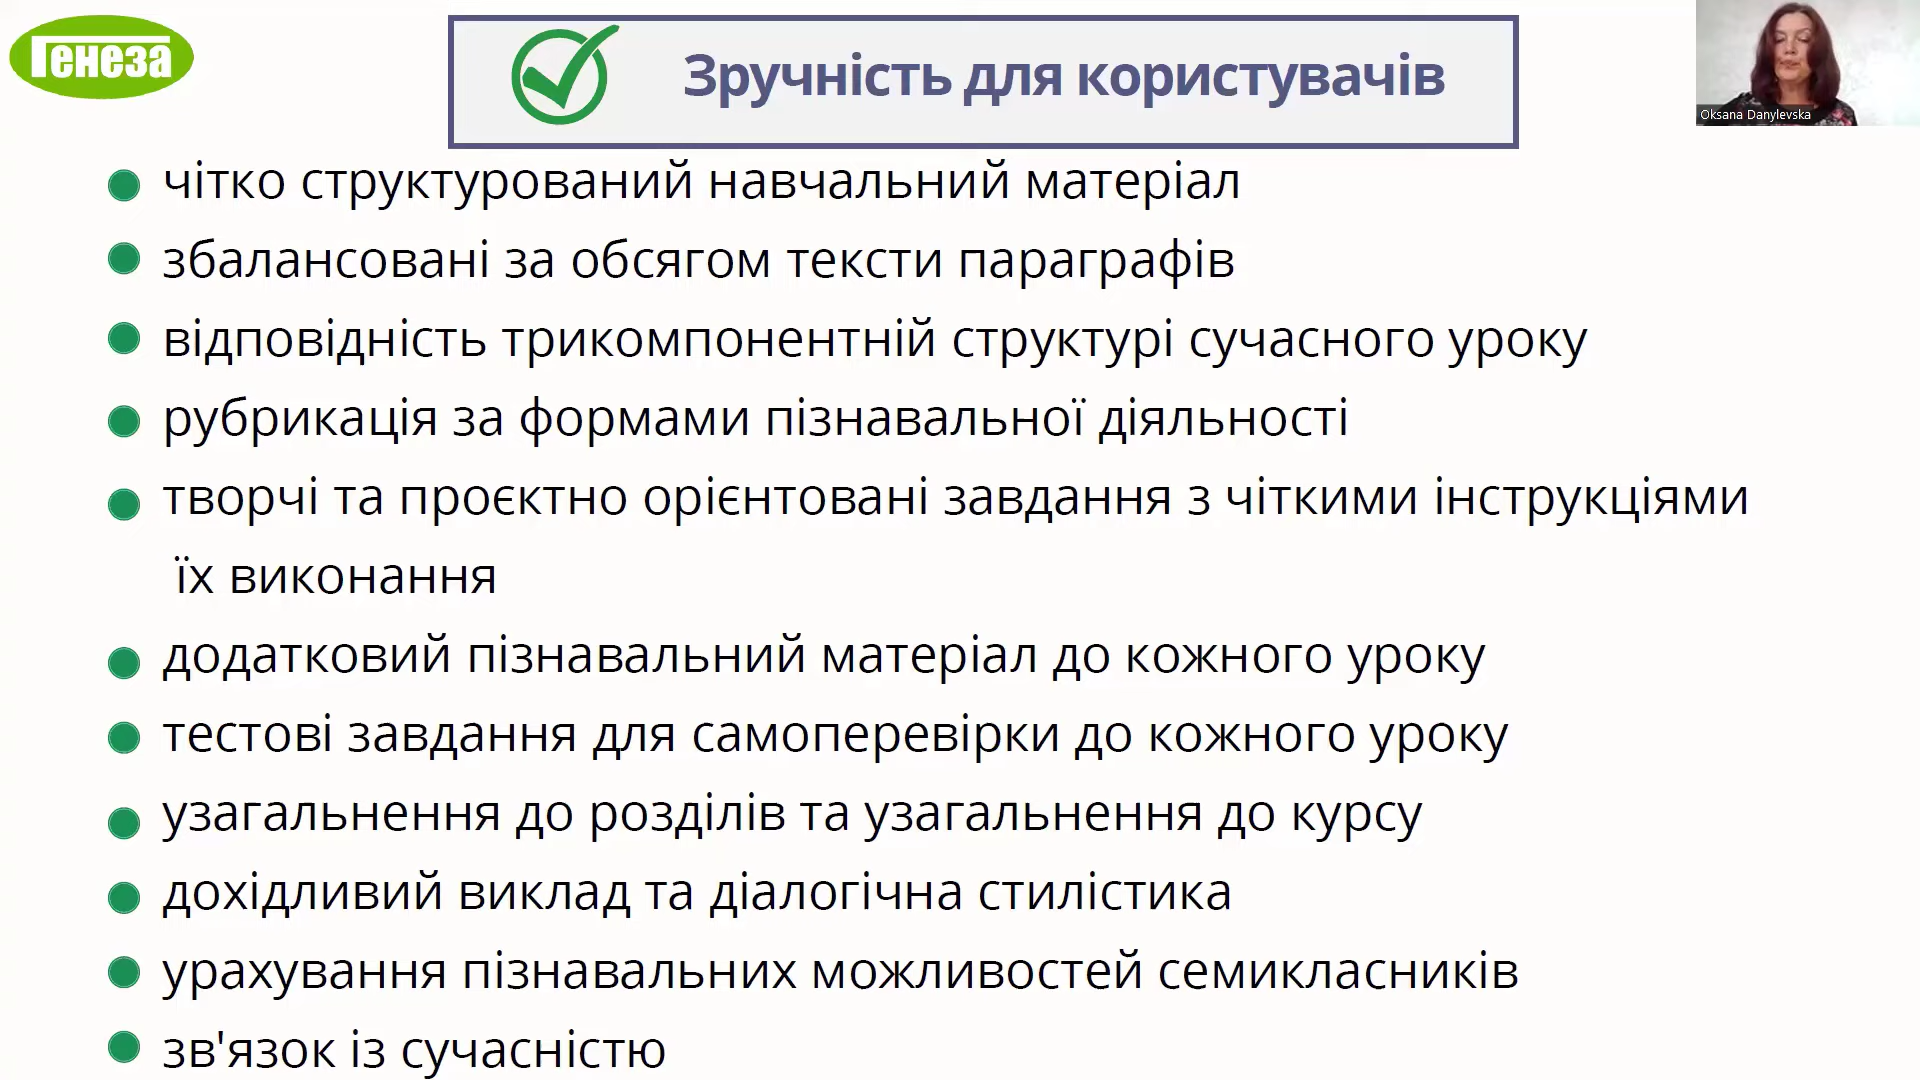 Генеза
Зручність для користувачів
Oksana Danylevska
чітко структурований навчальний матеріал
збалансовані за обсягом тексти параграфів
відповідність трикомпонентній структурі сучасного уроку
рубрикація за формами пізнавальної діяльності
творчі та проєктно орієнтовані завдання з чіткими інструкціями
їх виконання
додатковий пізнавальний матеріал до кожного уроку
тестові завдання для самоперевірки до кожного уроку
узагальнення до розділів та узагальнення до курсу
дохідливий виклад та діалогічна стилістика
урахування пізнавальних можливостей семикласників
зв'язок із сучасністю